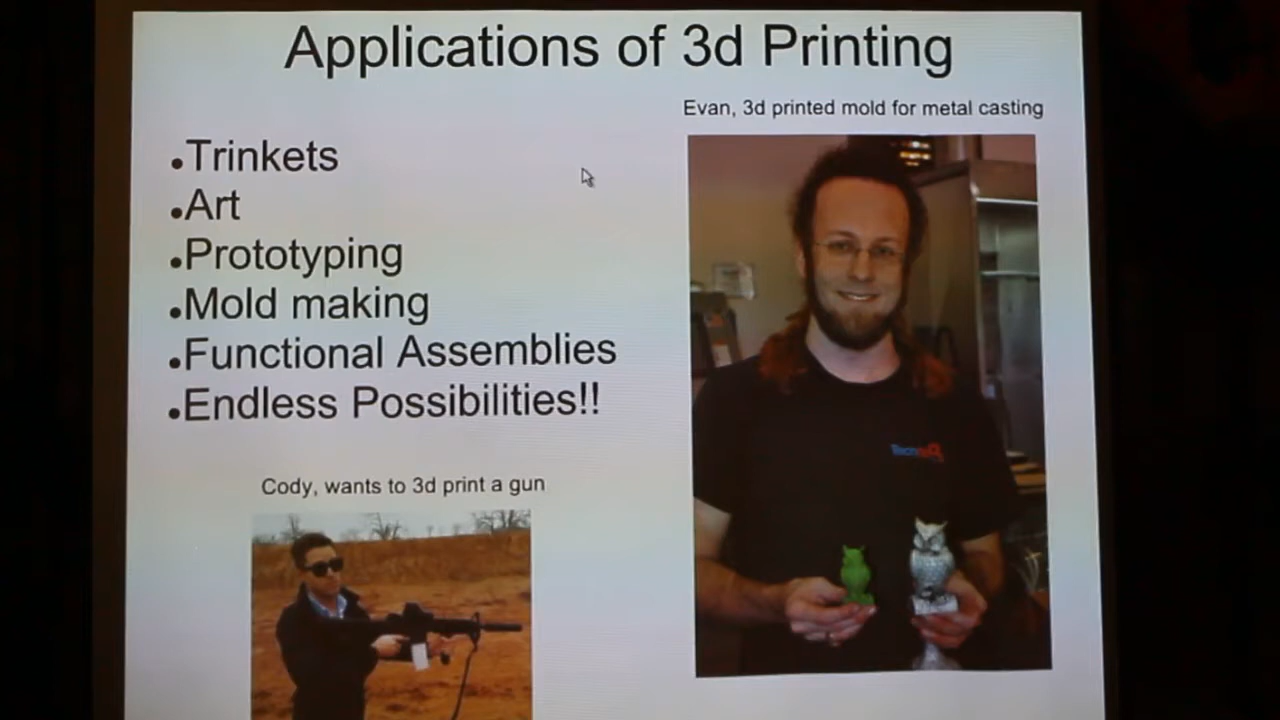 Applications of 3d Printing
Evan, 3d printed mold for metal casting
•Trinkets
•Art
•Prototyping
•Mold making
•Functional Assemblies
•Endless Possibilities!!
Cody, wants to 3d print a gun